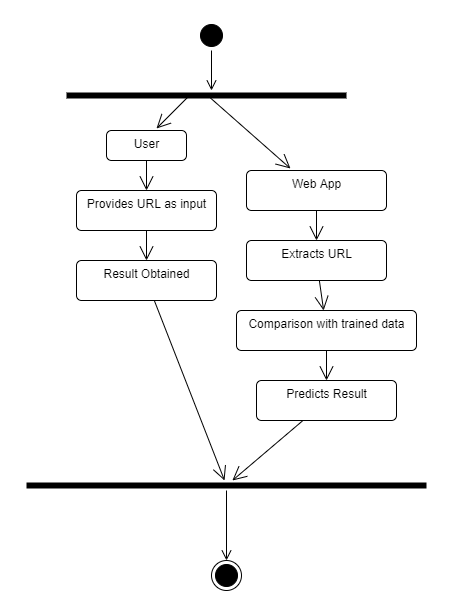 User
Provides URL as input
Result Obtained
Web App
Extracts URL
Comparison with trained data
Predicts Result